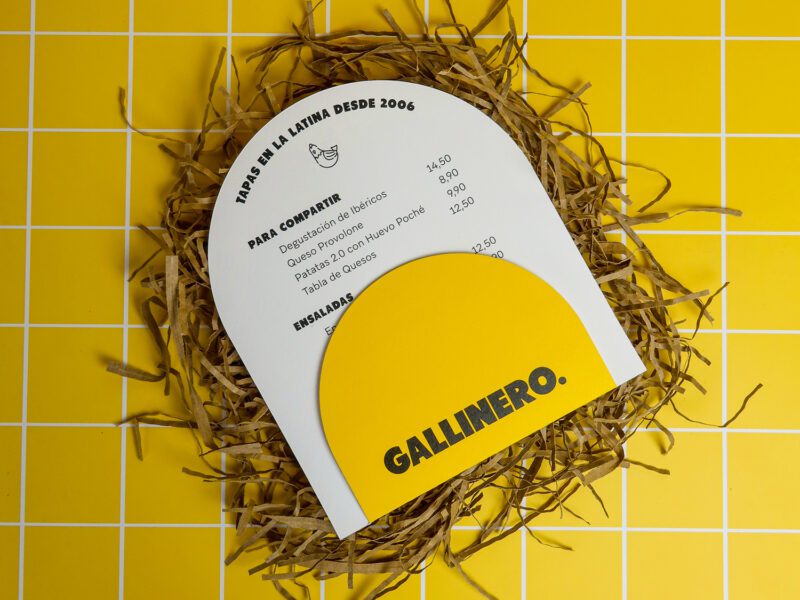 TAPAS EN LA LATINA DESDE 2006
PARA COMPARTIR
Degustación de Ibéricos 14,50
Queso Provolone 8,90
Patatas 2.0 con Huevo Poché 9,90
Tabla de Quesos 12,50
ENSALADAS
12,50
GALLINERO.